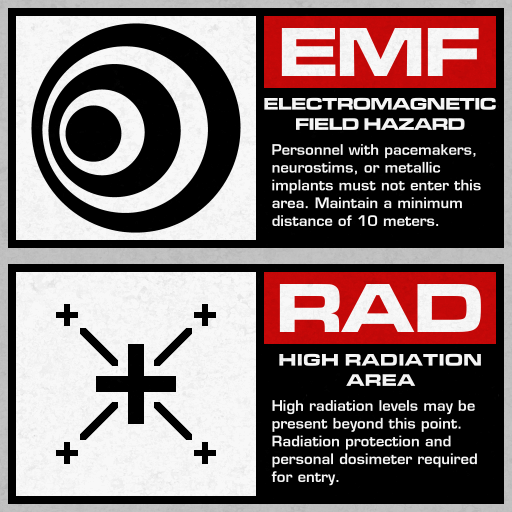 EMF
ELECTROMAGNETIC
FIELD HAZARD
Personnel with pacemakers,
neurostims, or metallic
implants must not enter this
area. Maintain a minimum
distance of 10 meters.
RAD
HIGH RADIATION
AREA
High radiation levels may be
present beyond this point.
Radiation protection and
personal dosimeter required
for entry.